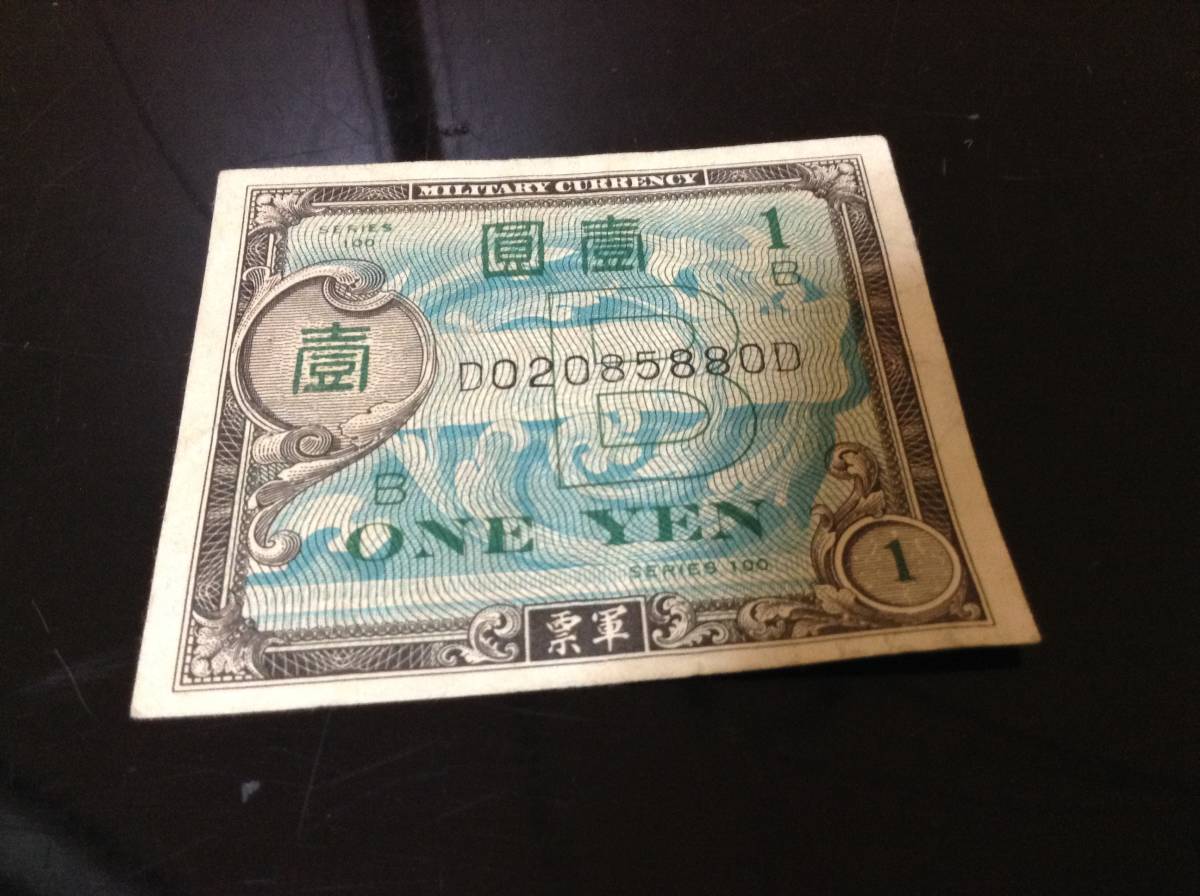 MILITARY CURRENCY
SERIES
100
圓壹
1
B
壹
B
D02085880D
B
ONE YEN
SERIES 100
1
票軍